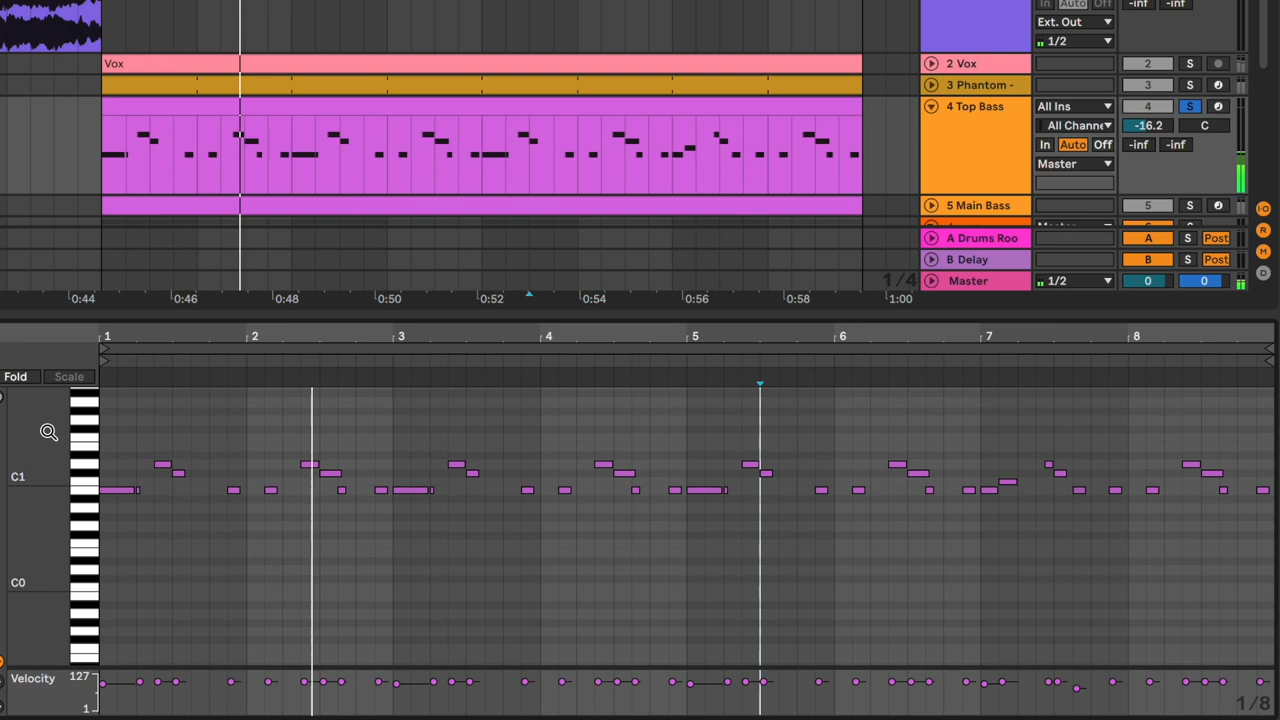 In Auto Off -inf -inf
Ext. Out
1/2
Vox 2 Vox 2 S
3 Phantom - 3 S
4 Top Bass All Ins 4 S
All Channe -16.2 C
In Auto Off -inf -inf
Master
5 Main Bass 5 S
A Drums Roo A S Post
B Delay B S Post
1/4 Master 1/2 0 0
0:44 0:46 0:48 0:50 0:52 0:54 0:56 0:58 1:00
I·O
R
M
D
1 2 3 4 5 6 7 8
Fold Scale
C1
C0
Velocity 127
1
1/8